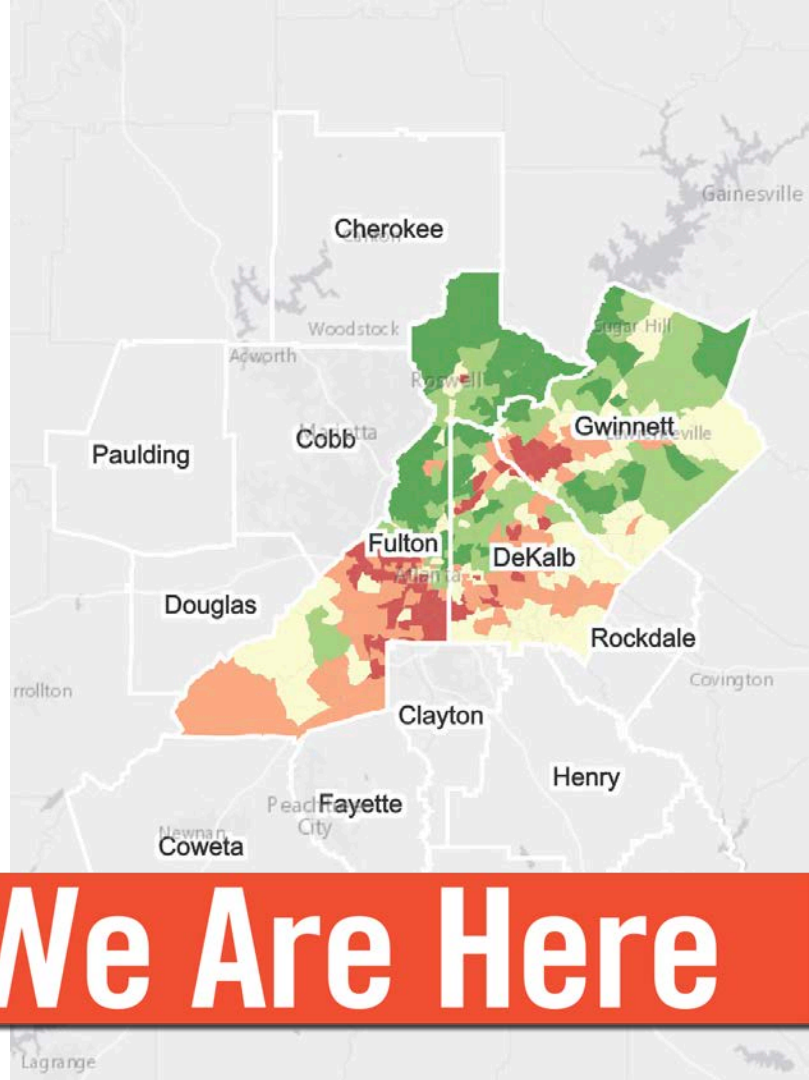 Gainesville
Cherokee
Canton
Woodstock
Sugar Hill
Acworth
Roswell
Gwinnett
Lawrenceville
Cobb
Marietta
Paulding
Fulton
DeKalb
Atlanta
Douglas
Rockdale
rrollton
Covington
Clayton
Henry
Peachtree
City
Fayette
Newnan
Coweta
We Are Here
Lagrange